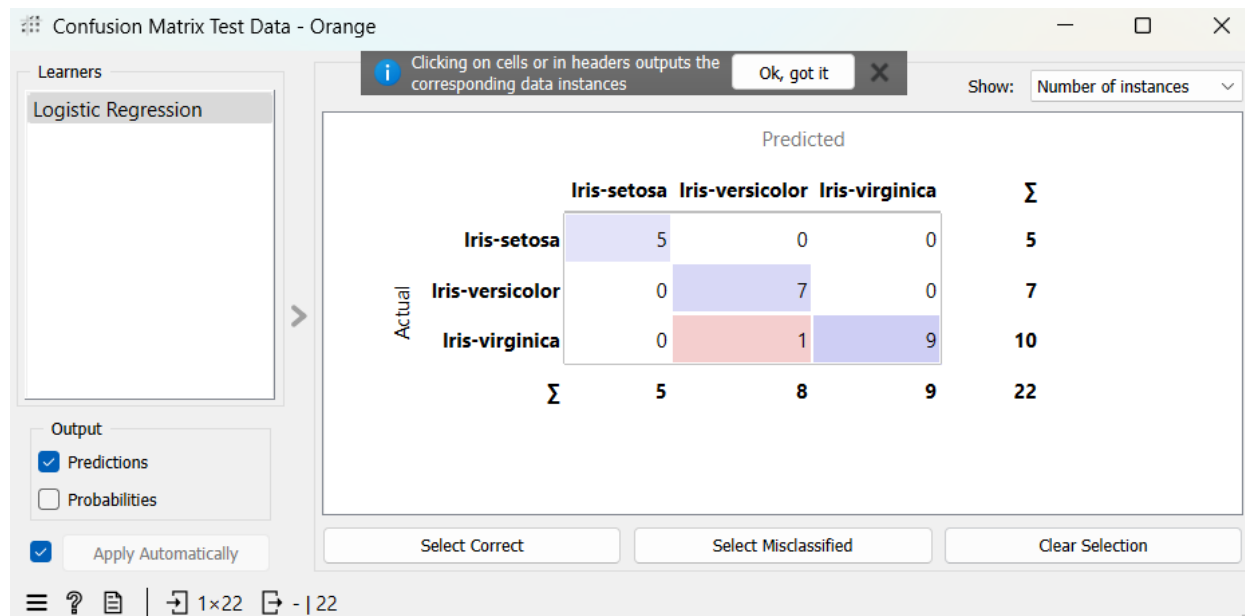 Confusion Matrix Test Data - Orange
Learners
Logistic Regression
Clicking on cells or in headers outputs the
corresponding data instances
Ok, got it
Show: Number of instances
Predicted
Iris-setosa Iris-versicolor Iris-virginica Σ
Iris-setosa 5 0 0 5
Actual
Iris-versicolor 0 7 0 7
Iris-virginica 0 1 9 10
Σ 5 8 9 22
Output
Predictions
Probabilities
Apply Automatically
Select Correct
Select Misclassified
Clear Selection
1×22 - | 22